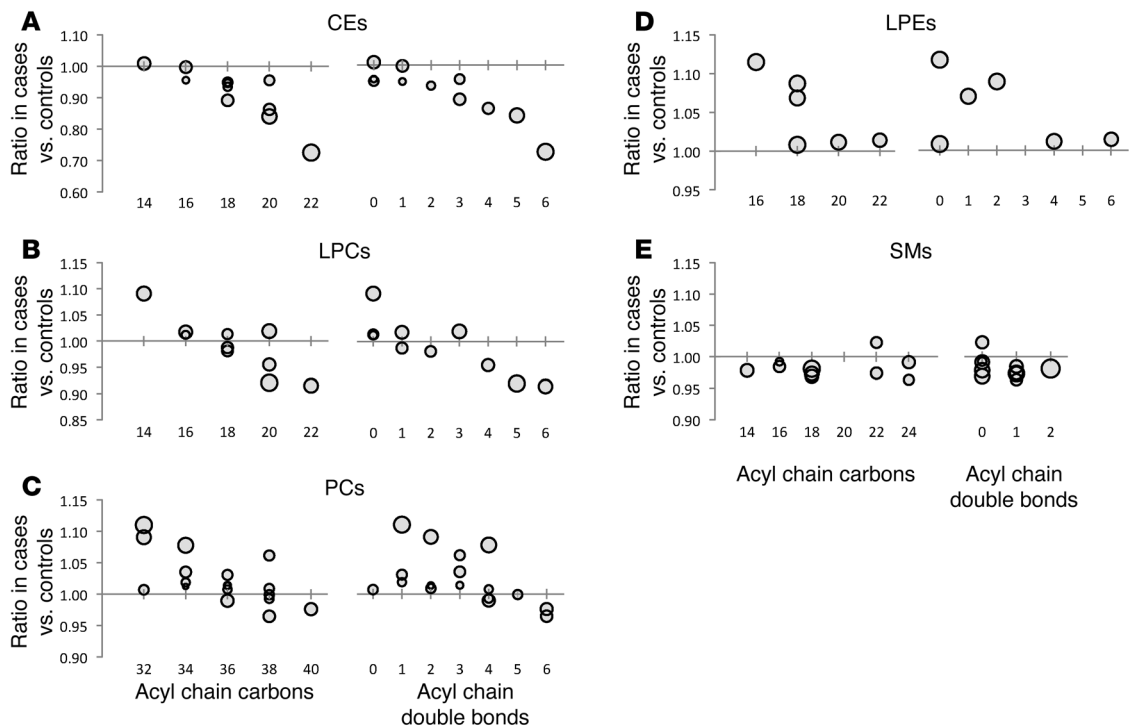 A
CEs
Ratio in cases
vs. controls
1.10
1.00
0.90
0.80
0.70
0.60
14 16 18 20 22
0 1 2 3 4 5 6
B
LPCs
Ratio in cases
vs. controls
1.15
1.10
1.05
1.00
0.95
0.90
0.85
14 16 18 20 22
0 1 2 3 4 5 6
C
PCs
Ratio in cases
vs. controls
1.15
1.10
1.05
1.00
0.95
0.90
32 34 36 38 40
0 1 2 3 4 5 6
Acyl chain carbons
Acyl chain
double bonds
D
LPEs
Ratio in cases
vs. controls
1.15
1.10
1.05
1.00
0.95
16 18 20 22
0 1 2 3 4 5 6
E
SMs
Ratio in cases
vs. controls
1.15
1.10
1.05
1.00
0.95
0.90
14 16 18 20 22 24
0 1 2
Acyl chain carbons
Acyl chain
double bonds